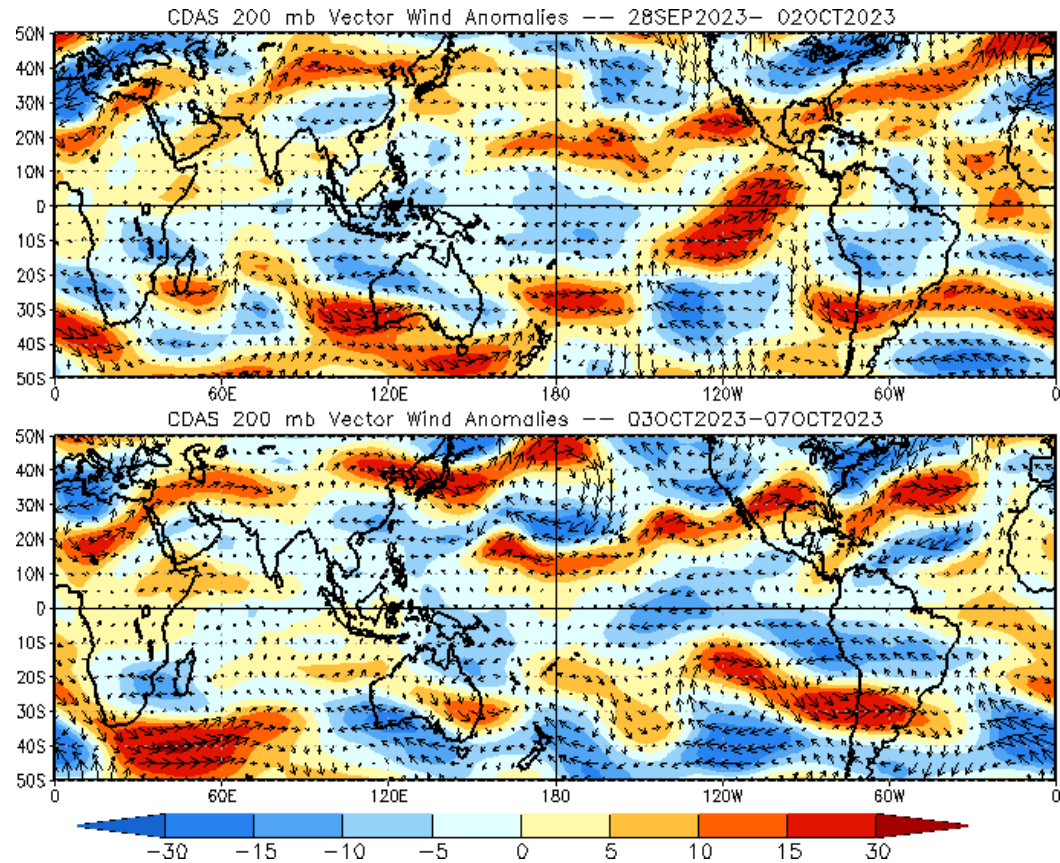 CDAS 200 mb Vector Wind Anomalies -- 28SEP2023- 02OCT2023
50N
40N
30N
20N
10N
0
10S
20S
30S
40S
50S
0 60E 120E 180 120W 60W 0
CDAS 200 mb Vector Wind Anomalies -- 03OCT2023-07OCT2023
50N
40N
30N
20N
10N
0
10S
20S
30S
40S
50S
0 60E 120E 180 120W 60W 0
-30 -15 -10 -5 0 5 10 15 30